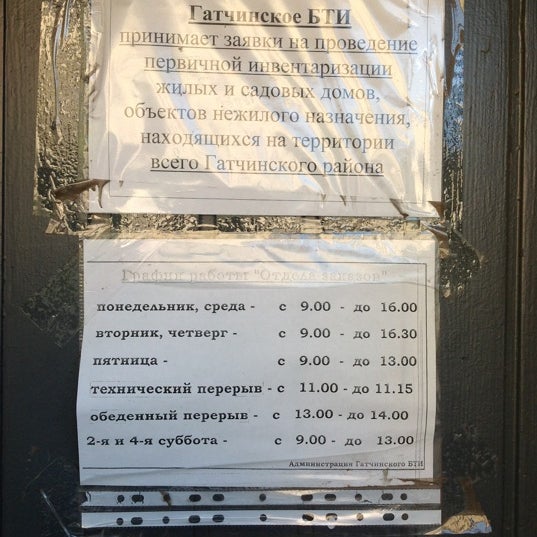 Гатчинское БТИ
принимает заявки на проведение
первичной инвентаризации
жилых и садовых домов,
объектов нежилого назначения,
находящихся на территории
всего Гатчинского района
График работы "Отдела заказов"
понедельник, среда - с 9.00 - до 16.00
вторник, четверг - с 9.00 - до 16.30
пятница - с 9.00 - до 13.00
технический перерыв - с 11.00 - до 11.15
обеденный перерыв - с 13.00 - до 14.00
2-я и 4-я суббота - с 9.00 - до 13.00
Администрация Гатчинского БТИ